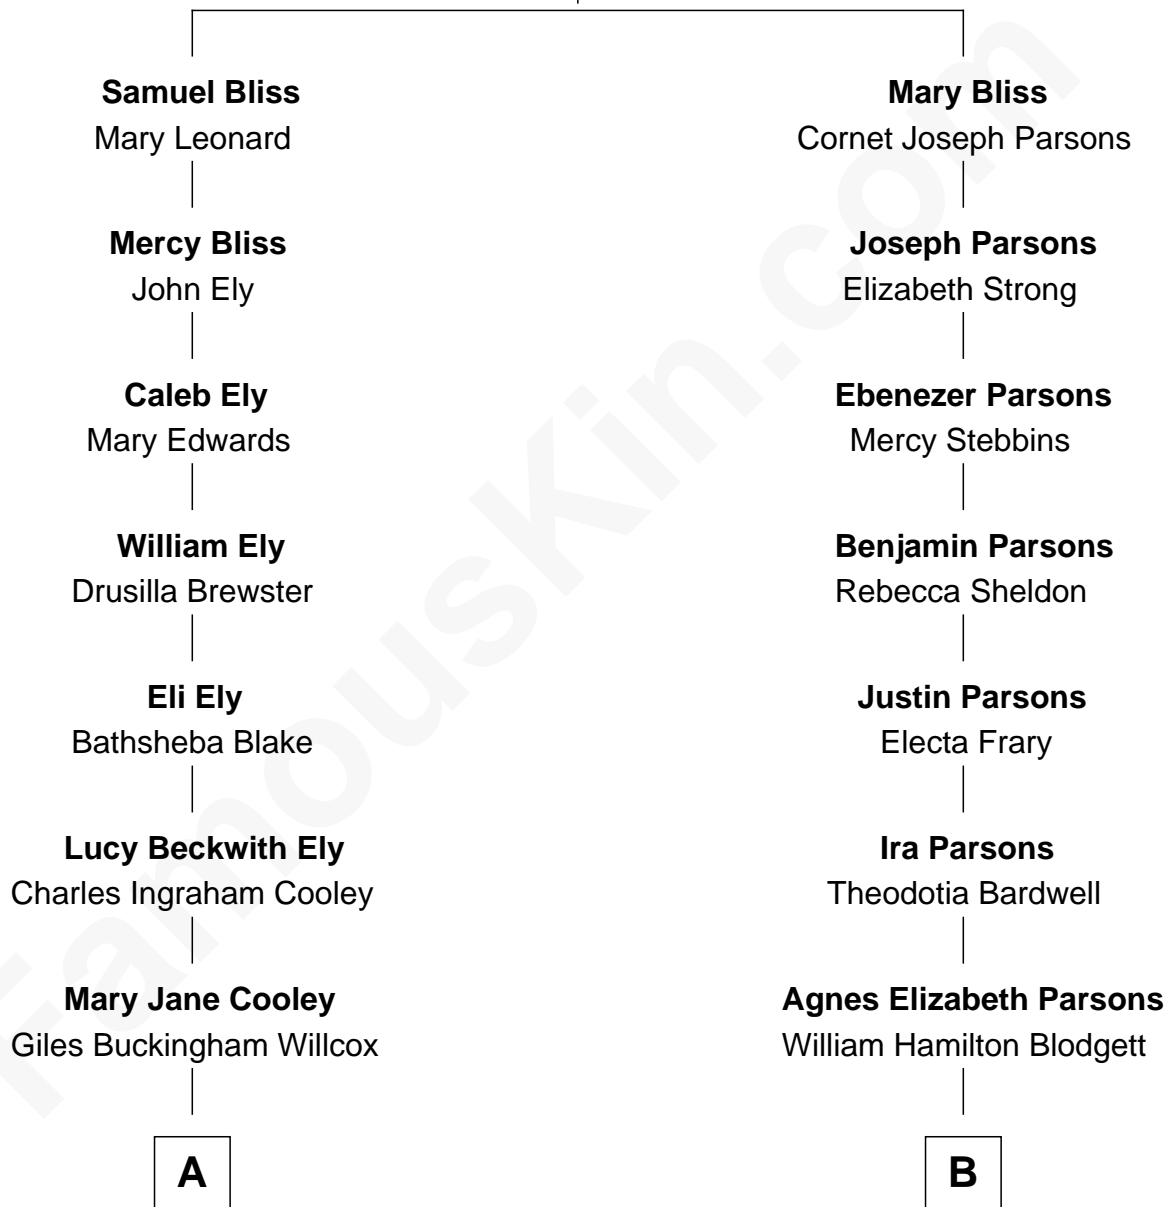 Samuel Bliss
Mary Leonard
Mercy Bliss
John Ely
Caleb Ely
Mary Edwards
William Ely
Drusilla Brewster
Eli Ely
Bathsheba Blake
Lucy Beckwith Ely
Charles Ingraham Cooley
Mary Jane Cooley
Giles Buckingham Willcox
A
Mary Bliss
Cornet Joseph Parsons
Joseph Parsons
Elizabeth Strong
Ebenezer Parsons
Mercy Stebbins
Benjamin Parsons
Rebecca Sheldon
Justin Parsons
Electa Frary
Ira Parsons
Theodotia Bardwell
Agnes Elizabeth Parsons
William Hamilton Blodgett
B
FamousKin.com